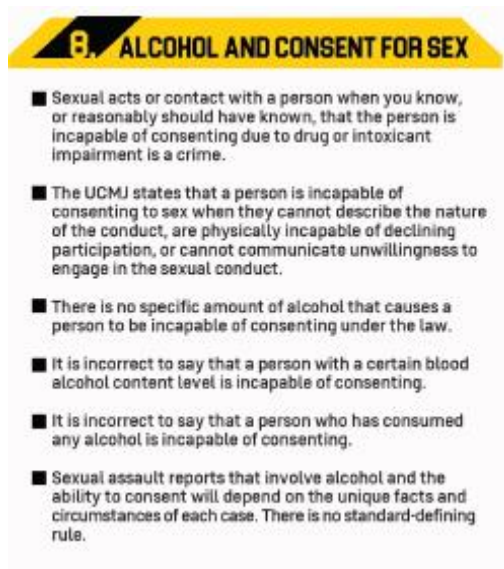 8. ALCOHOL AND CONSENT FOR SEX
■ Sexual acts or contact with a person when you know,
or reasonably should have known, that the person is
incapable of consenting due to drug or intoxicant
impairment is a crime.
■ The UCMJ states that a person is incapable of
consenting to sex when they cannot describe the nature
of the conduct, are physically incapable of declining
participation, or cannot communicate unwillingness to
engage in the sexual conduct.
■ There is no specific amount of alcohol that causes a
person to be incapable of consenting under the law.
■ It is incorrect to say that a person with a certain blood
alcohol content level is incapable of consenting.
■ It is incorrect to say that a person who has consumed
any alcohol is incapable of consenting.
■ Sexual assault reports that involve alcohol and the
ability to consent will depend on the unique facts and
circumstances of each case. There is no standard-defining
rule.